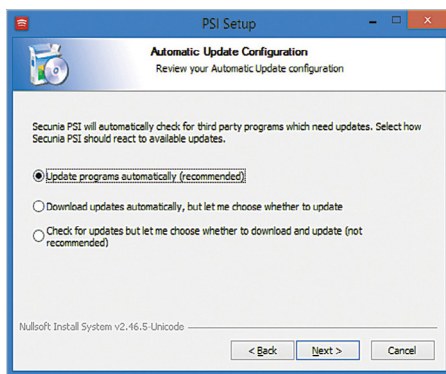 PSI Setup
Automatic Update Configuration
Review your Automatic Update configuration
Secunia PSI will automatically check for third party programs which need updates. Select how
Secunia PSI should react to available updates.
Update programs automatically (recommended)
Download updates automatically, but let me choose whether to update
Check for updates but let me choose whether to download and update (not
recommended)
Nullsoft Install System v2.46.5-Unicode
< Back Next > Cancel